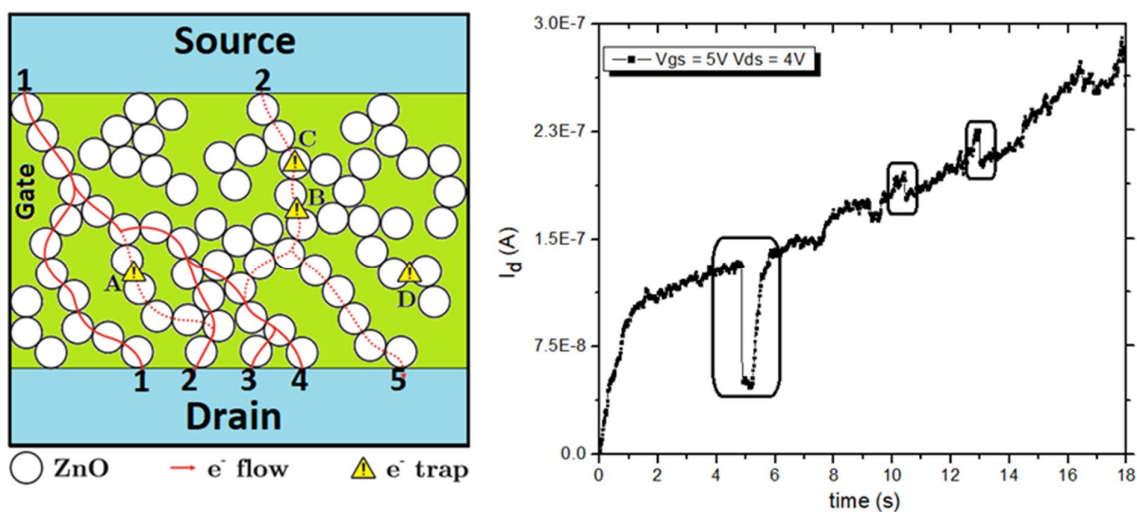 Source
1 2
C
Gate
B
A
D
1 2 3 4 5
Drain
ZnO e⁻ flow e⁻ trap
Vgs = 5V Vds = 4V
3.0E-7
2.3E-7
1.5E-7
7.5E-8
0.0
I_d (A)
0 2 4 6 8 10 12 14 16 18
time (s)